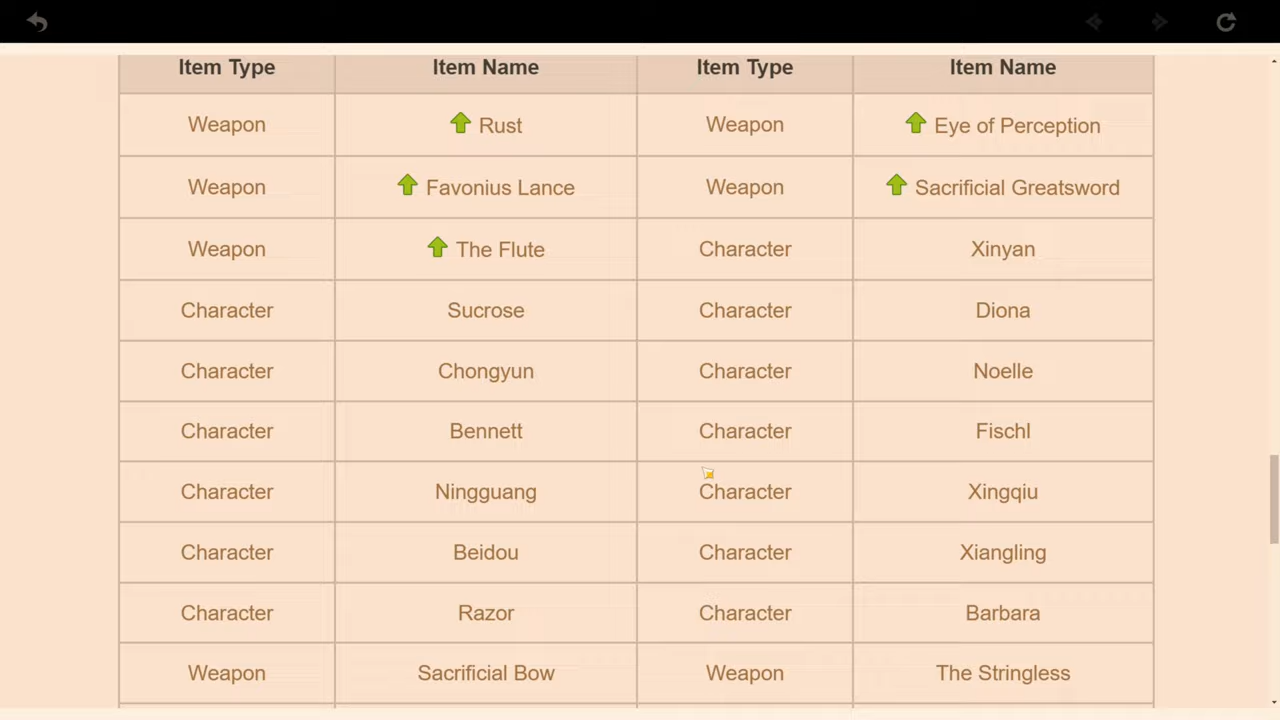 Item Type Item Name Item Type Item Name
Weapon Rust Weapon Eye of Perception
Weapon Favonius Lance Weapon Sacrificial Greatsword
Weapon The Flute Character Xinyan
Character Sucrose Character Diona
Character Chongyun Character Noelle
Character Bennett Character Fischl
Character Ningguang Character Xingqiu
Character Beidou Character Xiangling
Character Razor Character Barbara
Weapon Sacrificial Bow Weapon The Stringless